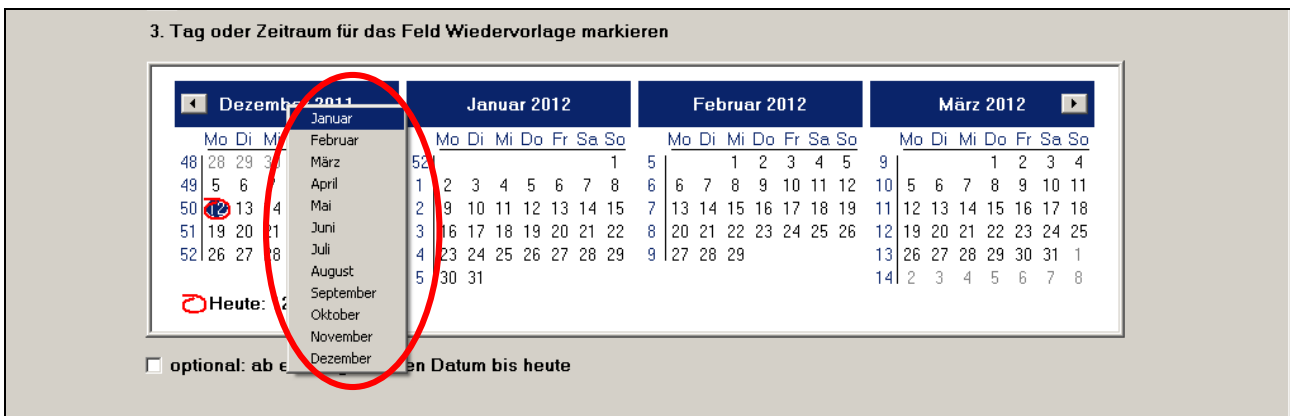 3. Tag oder Zeitraum für das Feld Wiedervorlage markieren
Dezember 2011
Mo Di Mi
48 28 29 30
49 5 6 7
50 12 13 14
51 19 20 21
52 26 27 28
Heute:
Januar
Februar
März
April
Mai
Juni
Juli
August
September
Oktober
November
Dezember
Januar 2012
Mo Di Mi Do Fr Sa So
52 1
1 2 3 4 5 6 7 8
2 9 10 11 12 13 14 15
3 16 17 18 19 20 21 22
4 23 24 25 26 27 28 29
5 30 31
Februar 2012
Mo Di Mi Do Fr Sa So
5 1 2 3 4 5
6 6 7 8 9 10 11 12
7 13 14 15 16 17 18 19
8 20 21 22 23 24 25 26
9 27 28 29
März 2012
Mo Di Mi Do Fr Sa So
9 1 2 3 4
10 5 6 7 8 9 10 11
11 12 13 14 15 16 17 18
12 19 20 21 22 23 24 25
13 26 27 28 29 30 31 1
14 2 3 4 5 6 7 8
optional: ab Datum bis heute